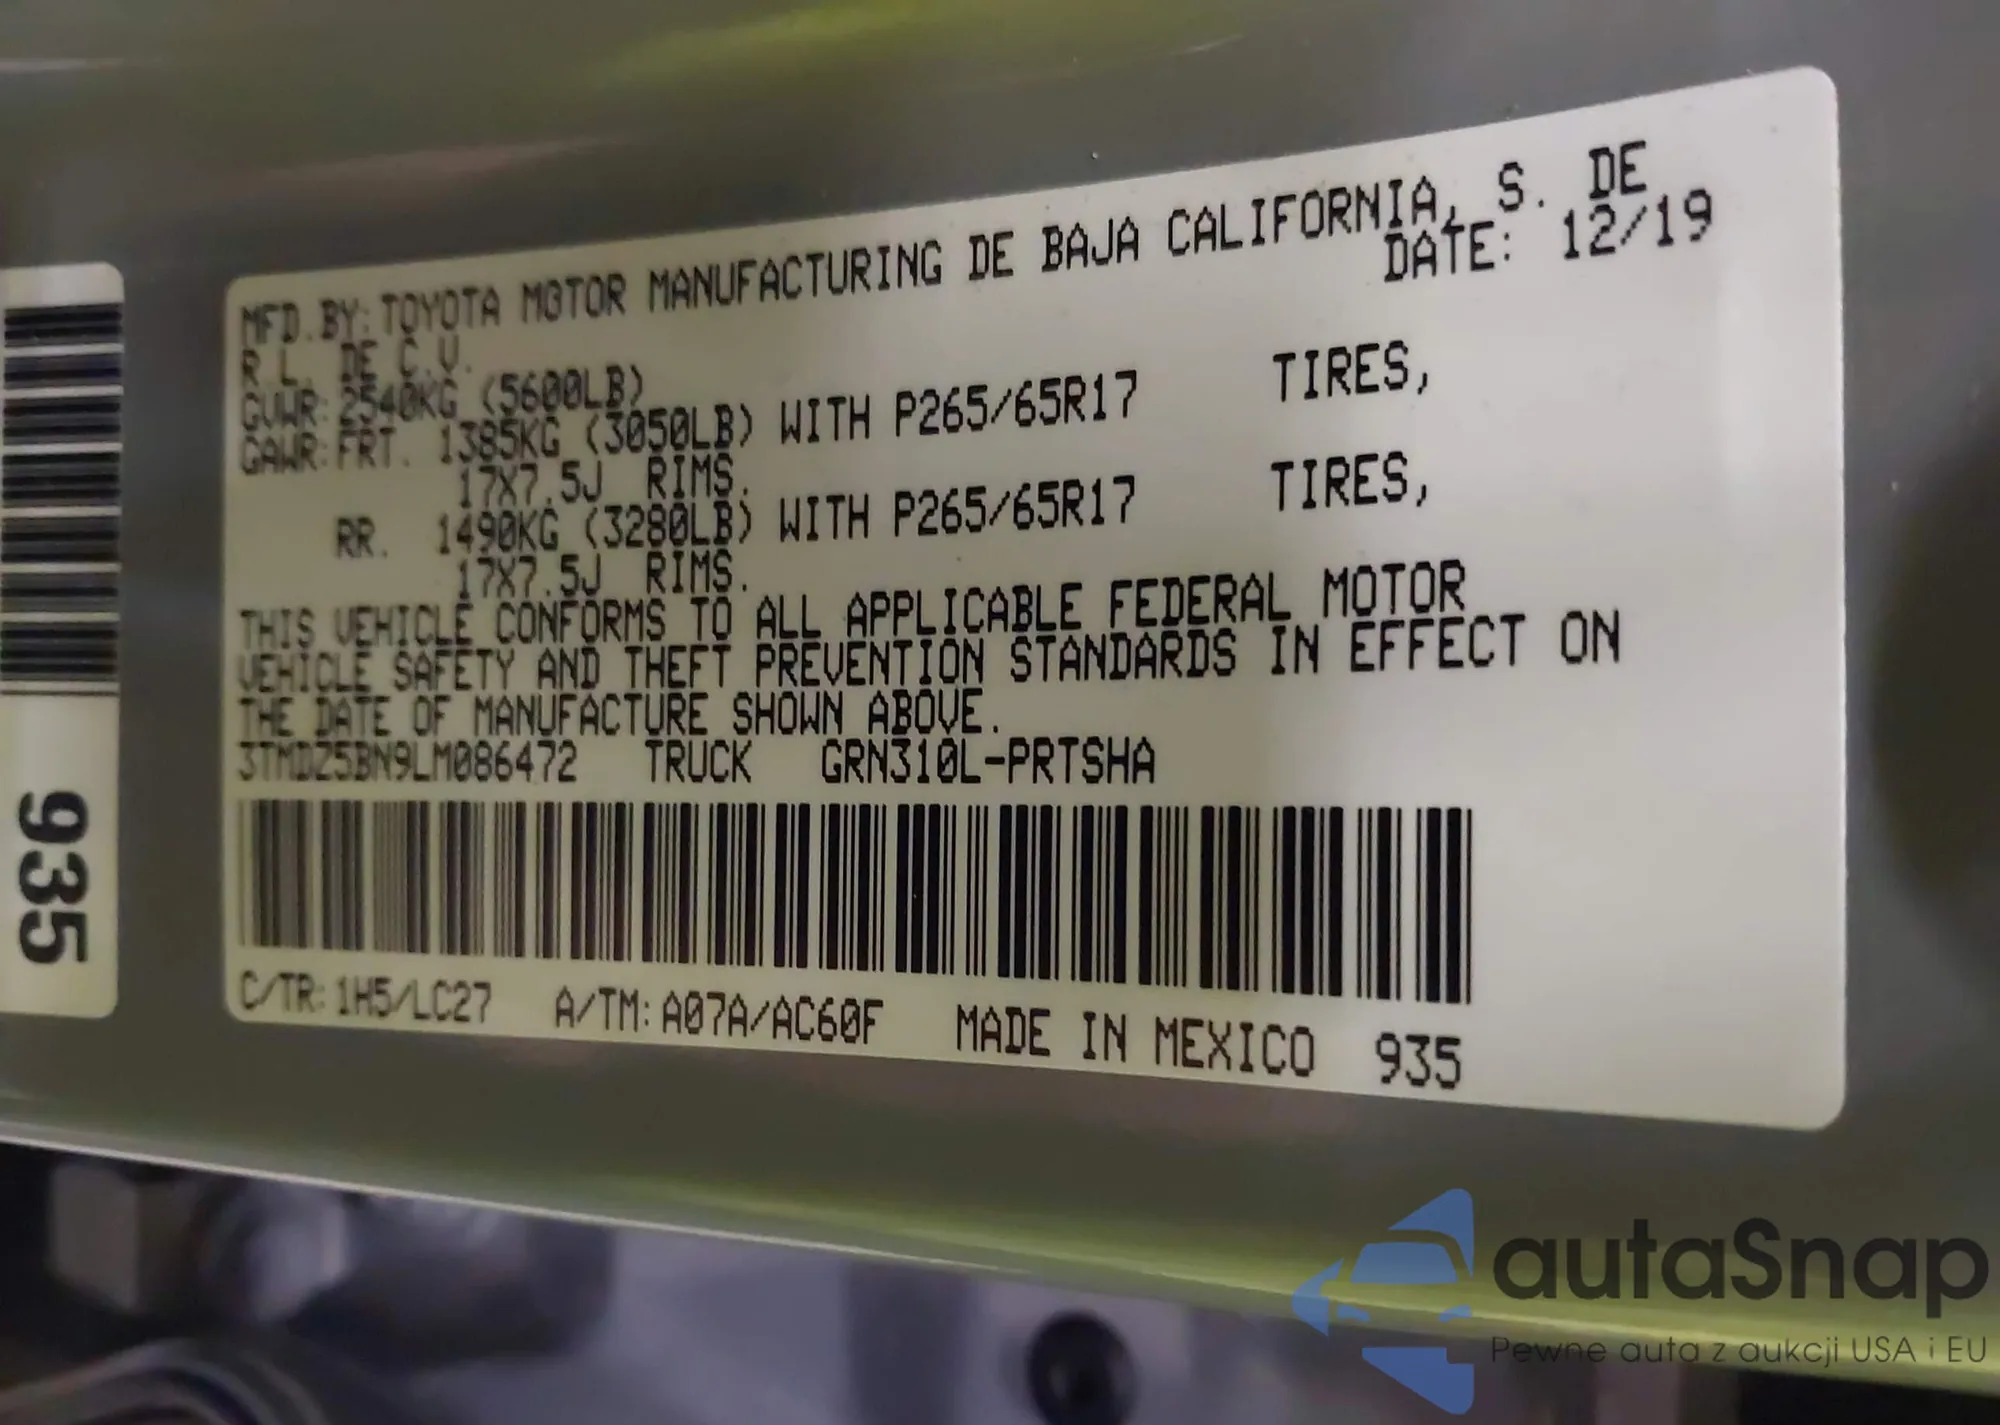 MFD.BY:TOYOTA MOTOR MANUFACTURING DE BAJA CALIFORNIA, S. DE
R L. DE C.V. DATE: 12/19
GVWR:2540KG (5600LB)
GAWR:FRT. 1385KG (3050LB) WITH P265/65R17 TIRES,
17X7.5J RIMS.
RR. 1490KG (3280LB) WITH P265/65R17 TIRES,
17X7.5J RIMS.
THIS VEHICLE CONFORMS TO ALL APPLICABLE FEDERAL MOTOR
VEHICLE SAFETY AND THEFT PREVENTION STANDARDS IN EFFECT ON
THE DATE OF MANUFACTURE SHOWN ABOVE.
3TMDZ5BN9LM086472 TRUCK GRN310L-PRTSHA
C/TR:1H5/LC27 A/TM:A07A/AC60F MADE IN MEXICO 935
935
autaSnap
Pewne auta z aukcji USA i EU